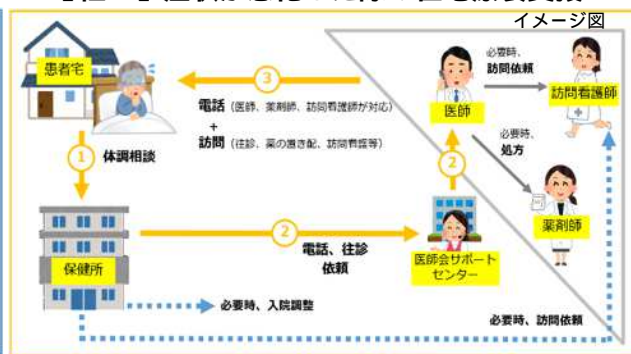 イメージ図
患者宅
3
電話（医師、薬剤師、訪問看護師が対応）
+
訪問（往診、薬の置き配、訪問看護等）
医師
必要時、
訪問依頼
訪問看護師
必要時、
処方
薬剤師
1
体調相談
2
2
電話、往診
依頼
医師会サポート
センター
保健所
必要時、入院調整
必要時、訪問依頼